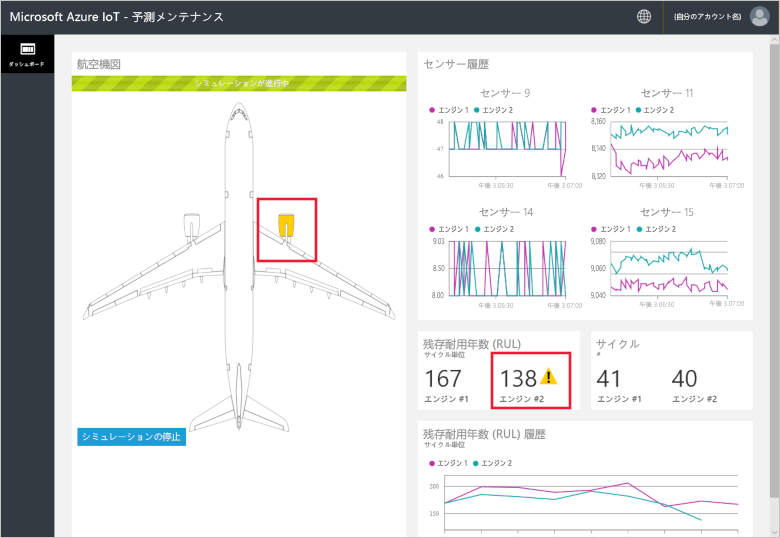 Microsoft Azure IoT - 予測メンテナンス
(自分のアカウント名)
ダッシュボード
航空機図
シミュレーションが進行中
シミュレーションの停止
センサー履歴
センサー 9
エンジン 1 エンジン 2
48
47
46
午後 3:05:30 午後 3:07:00
センサー 11
エンジン 1 エンジン 2
8,160
8,140
8,120
午後 3:05:30 午後 3:07:00
センサー 14
エンジン 1 エンジン 2
9.03
8.50
8.00
午後 3:05:30 午後 3:07:00
センサー 15
エンジン 1 エンジン 2
9,080
9,060
9,040
午後 3:05:30 午後 3:07:00
残存耐用年数 (RUL)
サイクル単位
167 138
エンジン #1 エンジン #2
サイクル
#
41 40
エンジン #1 エンジン #2
残存耐用年数 (RUL) 履歴
サイクル単位
エンジン 1 エンジン 2
300
150